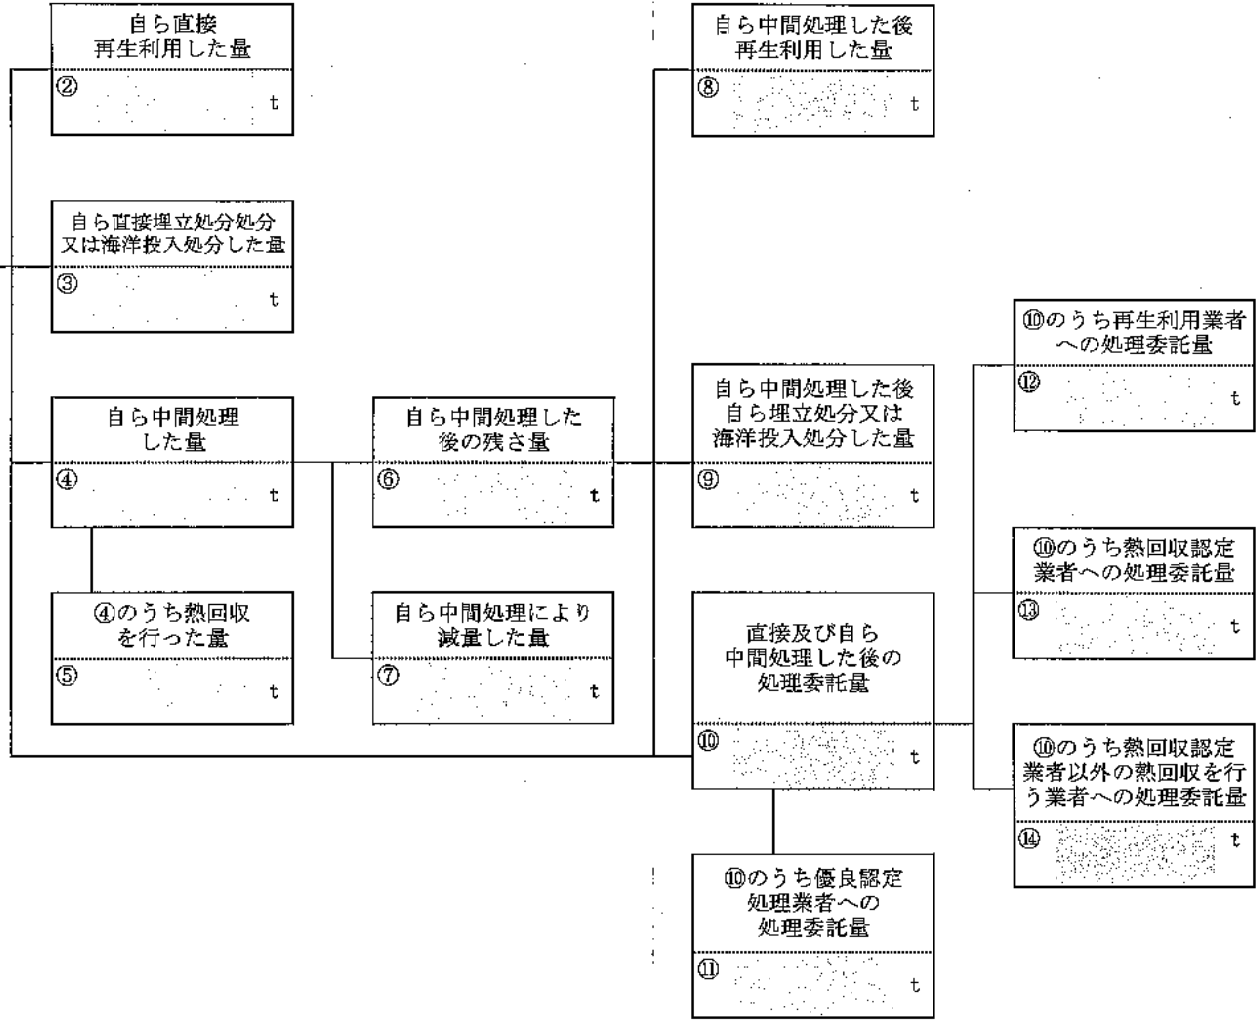 自ら直接
再生利用した量
② t
自ら直接埋立処分処分
又は海洋投入処分した量
③ t
自ら中間処理
した量
④ t
④のうち熱回収
を行った量
⑤ t
自ら中間処理した
後の残さ量
⑥ t
自ら中間処理により
減量した量
⑦ t
自ら中間処理した後
再生利用した量
⑧ t
自ら中間処理した後
自ら埋立処分又は
海洋投入処分した量
⑨ t
直接及び自ら
中間処理した後の
処理委託量
⑩ t
⑩のうち優良認定
処理業者への
処理委託量
⑪ t
⑩のうち再生利用業者
への処理委託量
⑫ t
⑩のうち熱回収認定
業者への処理委託量
⑬ t
⑩のうち熱回収認定
業者以外の熱回収を行
う業者への処理委託量
⑭ t